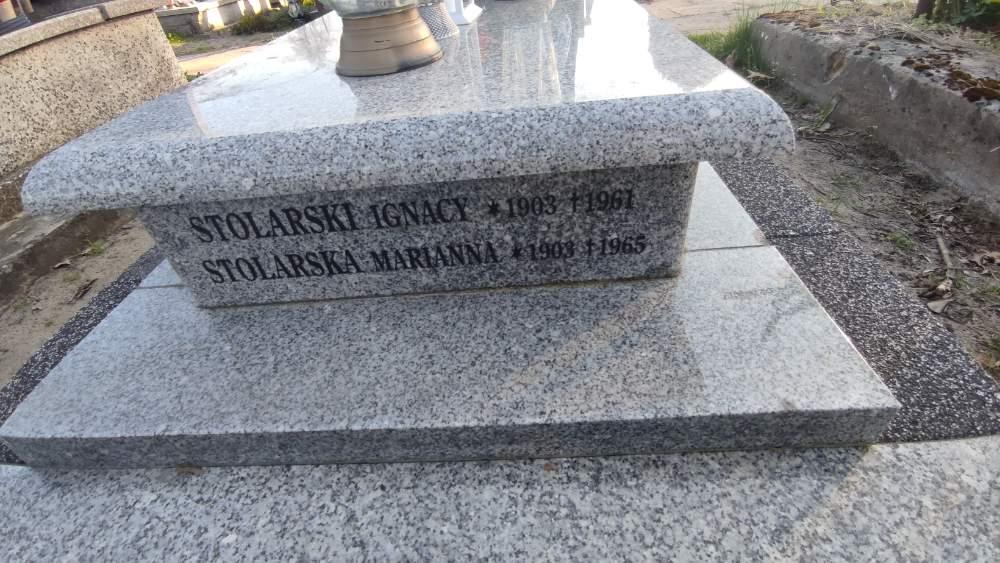 STOLARSKI IGNACY *1903 †1961
STOLARSKA MARIANNA *1903 †1965